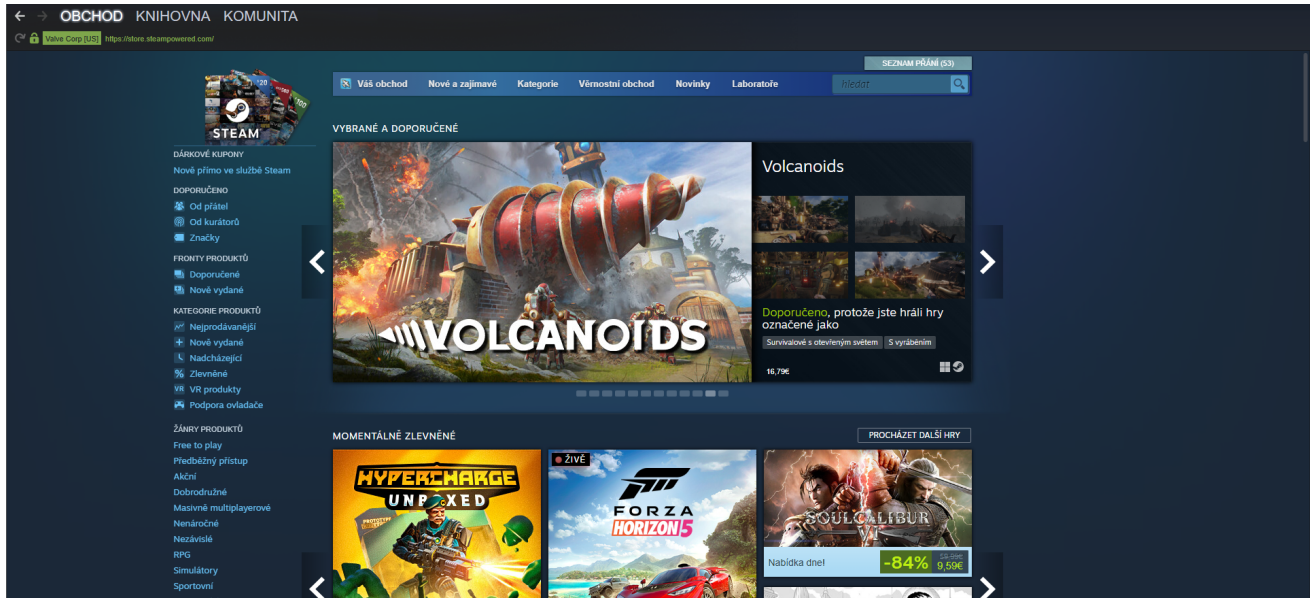 OBCHOD KNIHOVNA KOMUNITA
Valve Corp [US] https://store.steampowered.com/
SEZNAM PŘÁNÍ (53)
Váš obchod Nové a zajímavé Kategorie Věrnostní obchod Novinky Laboratoře hledat
STEAM
DÁRKOVÉ KUPONY
Nově přímo ve službě Steam
DOPORUČENO
Od přátel
Od kurátorů
Značky
FRONTY PRODUKTŮ
Doporučené
Nově vydané
KATEGORIE PRODUKTŮ
Nejprodávanější
Nově vydané
Nadcházející
Zlevněné
VR VR produkty
Podpora ovladače
ŽÁNRY PRODUKTŮ
Free to play
Předběžný přístup
Akční
Dobrodružné
Masivně multiplayerové
Nenáročné
Nezávislé
RPG
Simulátory
Sportovní
VYBRANÉ A DOPORUČENÉ
VOLCANOIDS
Volcanoids
Doporučeno, protože jste hráli hry
označené jako
Survivalové s otevřeným světem S vyráběním
16,79€
MOMENTÁLNĚ ZLEVNĚNÉ
PROCHÁZET DALŠÍ HRY
HYPERCHARGE
UNBOXED
ŽIVĚ
FORZA
HORIZON 5
SOULCALIBUR
VI
Nabídka dne!
-84%
59,99€
9,59€